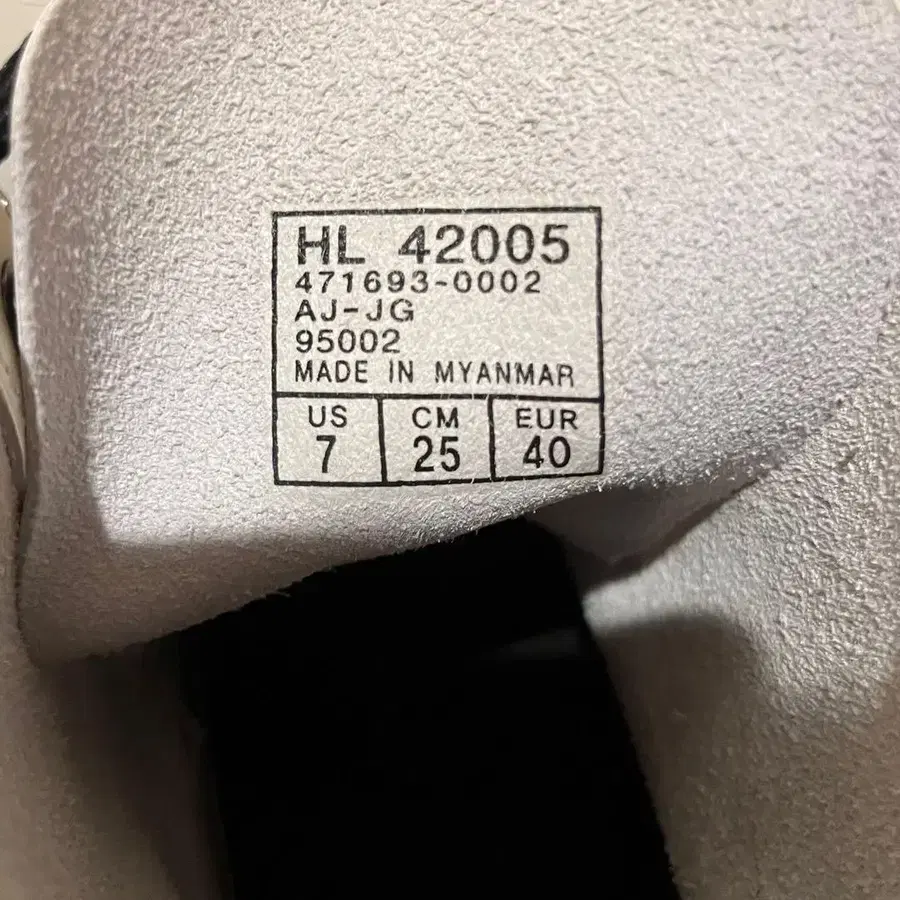 HL 42005
471693-0002
AJ-JG
95002
MADE IN MYANMAR
US CM EUR
7 25 40